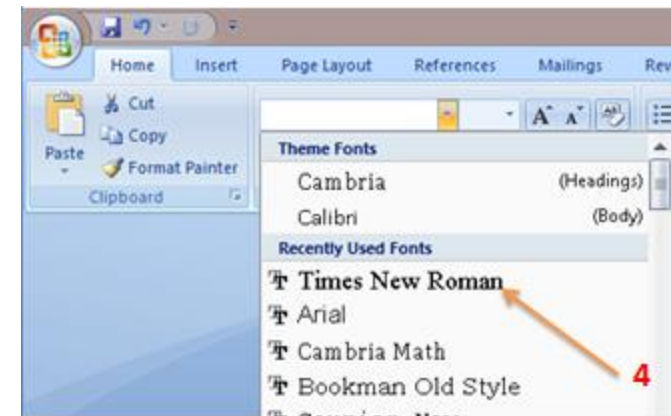 Home Insert Page Layout References Mailings Rev
Cut
Copy
Paste
Format Painter
Clipboard
A A
Theme Fonts
Cambria (Headings)
Calibri (Body)
Recently Used Fonts
Times New Roman
Arial
Cambria Math
Bookman Old Style
4